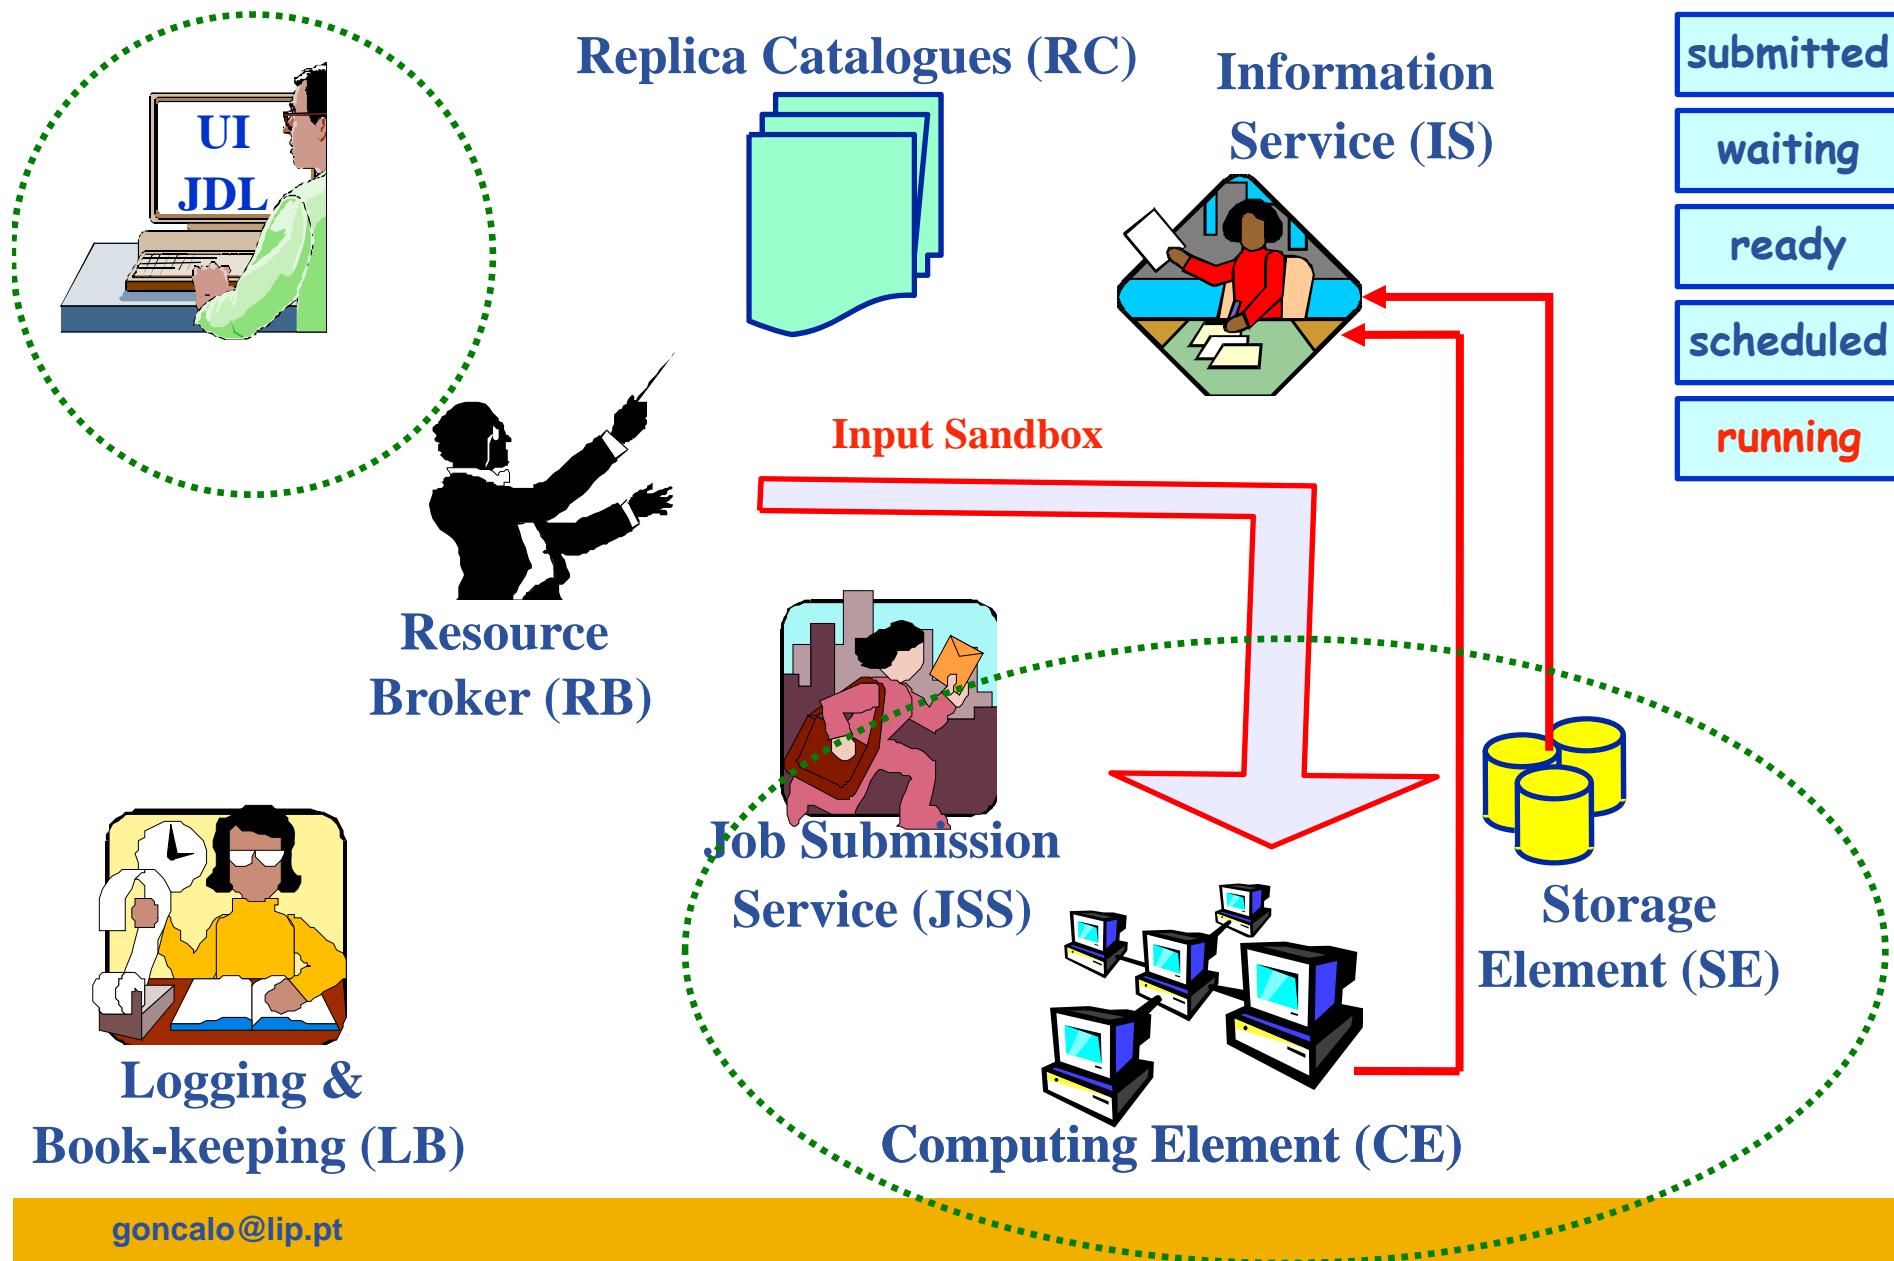 UI
JDL
Replica Catalogues (RC)
Information
Service (IS)
submitted
waiting
ready
scheduled
running
Input Sandbox
Resource
Broker (RB)
Job Submission
Service (JSS)
Storage
Element (SE)
Logging &
Book-keeping (LB)
Computing Element (CE)
goncalo@lip.pt